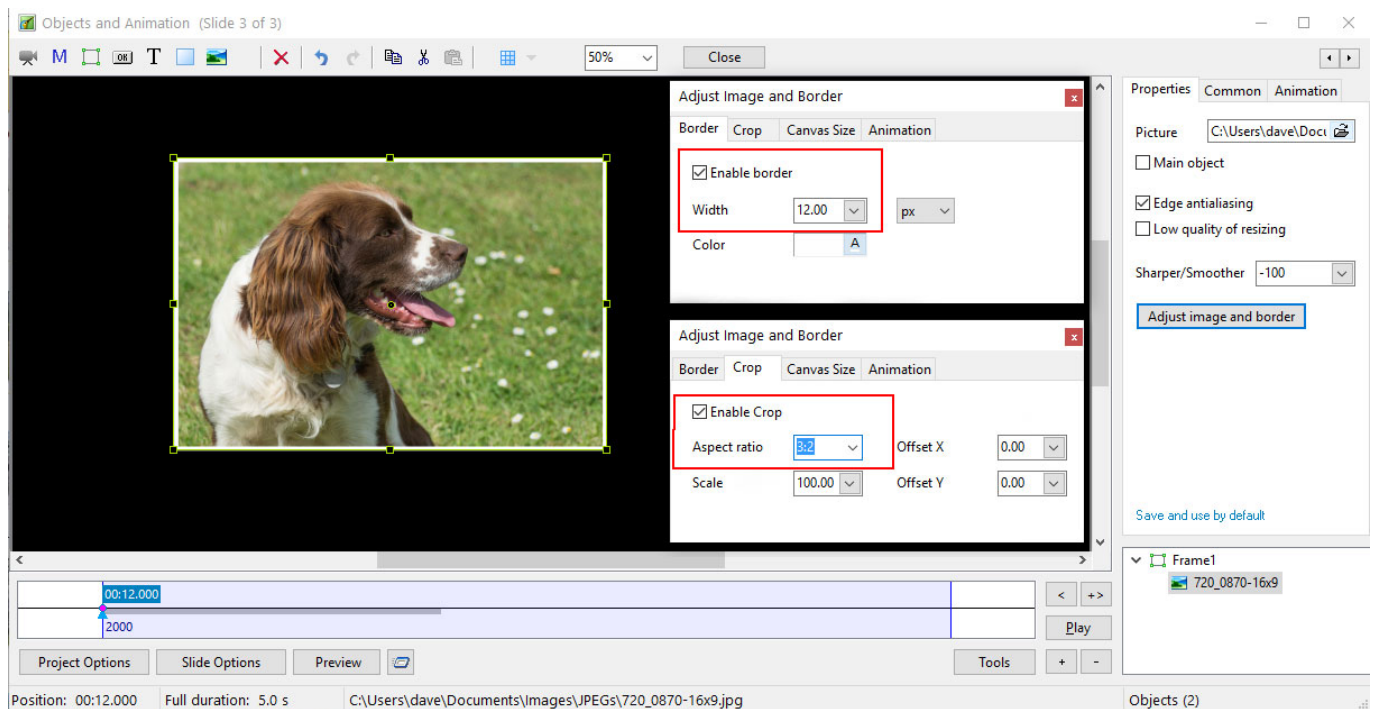 Objects and Animation (Slide 3 of 3)
M OK T 50% Close
Adjust Image and Border
Border Crop Canvas Size Animation
Enable border
Width 12.00 px
Color A
Adjust Image and Border
Border Crop Canvas Size Animation
Enable Crop
Aspect ratio 3:2 Offset X 0.00
Scale 100.00 Offset Y 0.00
Properties Common Animation
Picture C:\Users\dave\Docu
Main object
Edge antialiasing
Low quality of resizing
Sharper/Smoother -100
Adjust image and border
Save and use by default
Frame1
720_0870-16x9
00:12.000 < +>
2000 Play
Project Options Slide Options Preview Tools + -
Position: 00:12.000 Full duration: 5.0 s C:\Users\dave\Documents\Images\JPEGs\720_0870-16x9.jpg Objects (2)